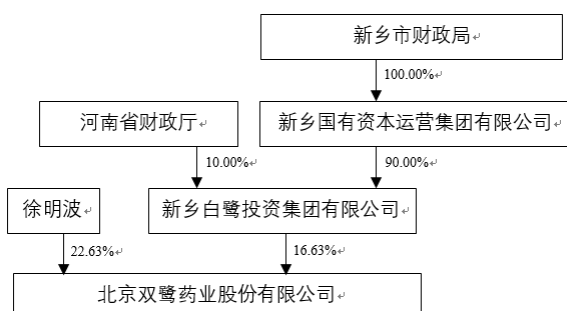 新乡市财政局
100.00%
河南省财政厅
新乡国有资本运营集团有限公司
10.00%
90.00%
徐明波
新乡白鹭投资集团有限公司
22.63%
16.63%
北京双鹭药业股份有限公司